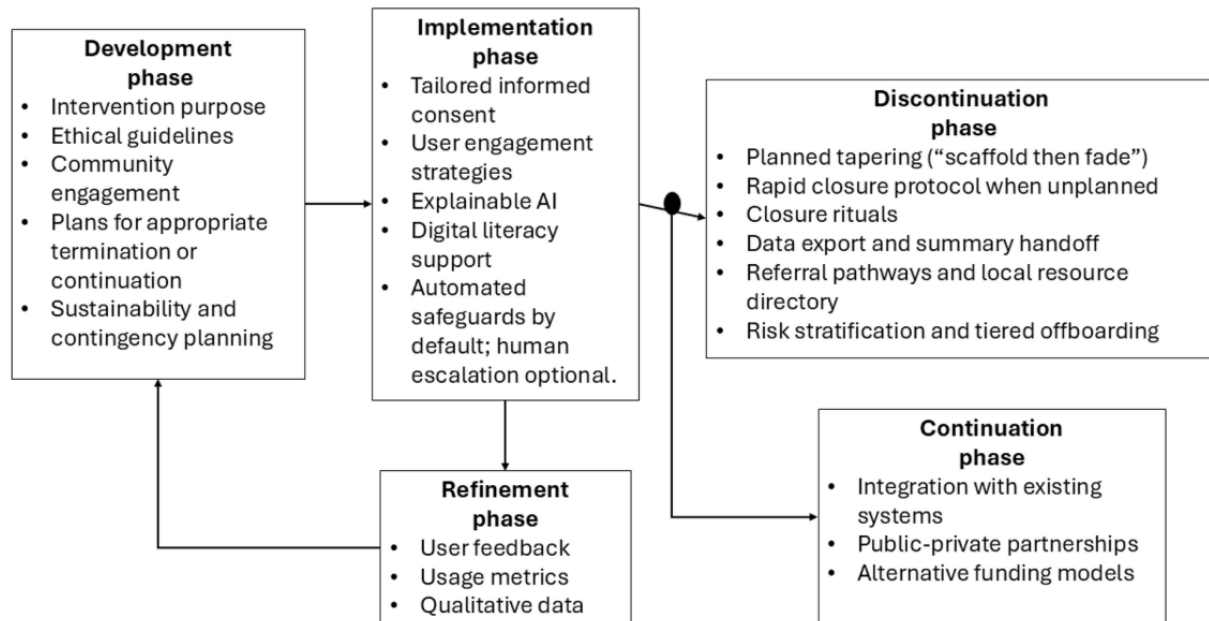 Development
phase
• Intervention purpose
• Ethical guidelines
• Community
engagement
• Plans for appropriate
termination or
continuation
• Sustainability and
contingency planning
Implementation
phase
• Tailored informed
consent
• User engagement
strategies
• Explainable AI
• Digital literacy
support
• Automated
safeguards by
default; human
escalation optional.
Discontinuation
phase
• Planned tapering (“scaffold then fade”)
• Rapid closure protocol when unplanned
• Closure rituals
• Data export and summary handoff
• Referral pathways and local resource
directory
• Risk stratification and tiered offboarding
Refinement
phase
• User feedback
• Usage metrics
• Qualitative data
Continuation
phase
• Integration with existing
systems
• Public-private partnerships
• Alternative funding models